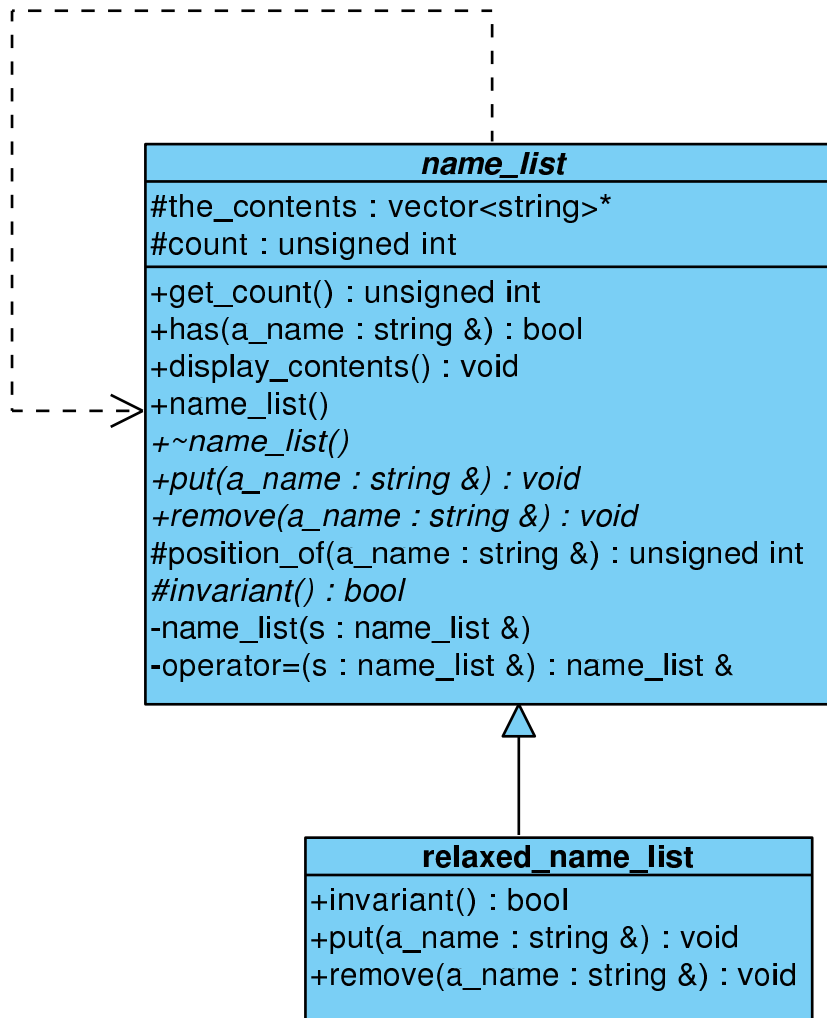 name_list
#the_contents : vector<string>*
#count : unsigned int
+get_count() : unsigned int
+has(a_name : string &) : bool
+display_contents() : void
+name_list()
+~name_list()
+put(a_name : string &) : void
+remove(a_name : string &) : void
#position_of(a_name : string &) : unsigned int
#invariant() : bool
-name_list(s : name_list &)
-operator=(s : name_list &) : name_list &
relaxed_name_list
+invariant() : bool
+put(a_name : string &) : void
+remove(a_name : string &) : void